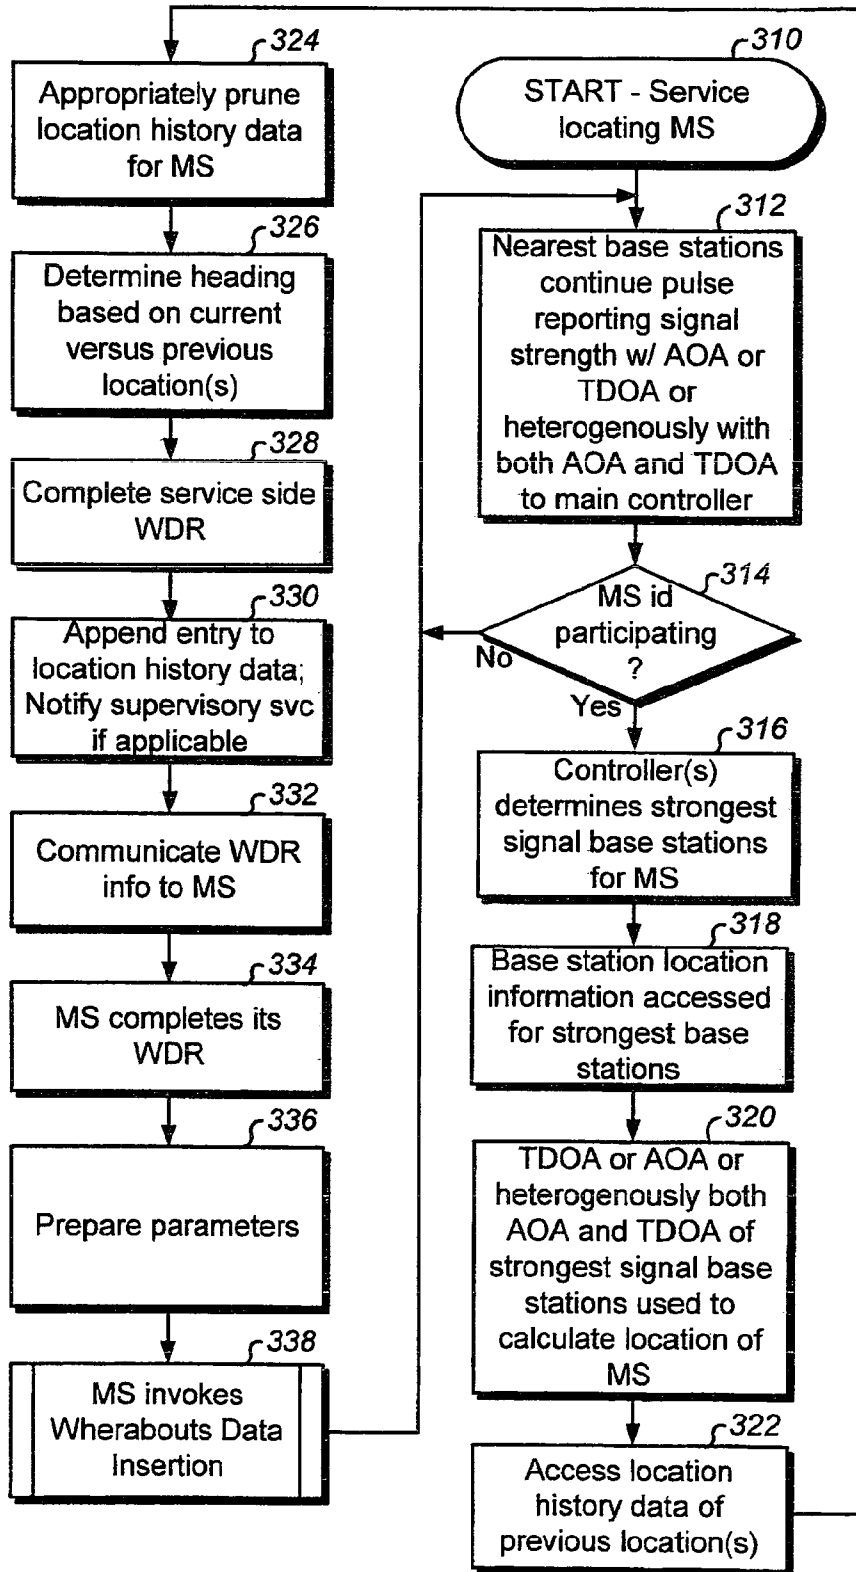 310
START - Service
locating MS
312
Nearest base stations
continue pulse
reporting signal
strength w/ AOA or
TDOA or
heterogenously with
both AOA and TDOA
to main controller
314
MS id
participating
?
No
Yes
316
Controller(s)
determines strongest
signal base stations
for MS
318
Base station location
information accessed
for strongest base
stations
320
TDOA or AOA or
heterogenously both
AOA and TDOA of
strongest signal base
stations used to
calculate location of
MS
322
Access location
history data of
previous location(s)
324
Appropriately prune
location history data
for MS
326
Determine heading
based on current
versus previous
location(s)
328
Complete service side
WDR
330
Append entry to
location history data;
Notify supervisory svc
if applicable
332
Communicate WDR
info to MS
334
MS completes its
WDR
336
Prepare parameters
338
MS invokes
Wherabouts Data
Insertion